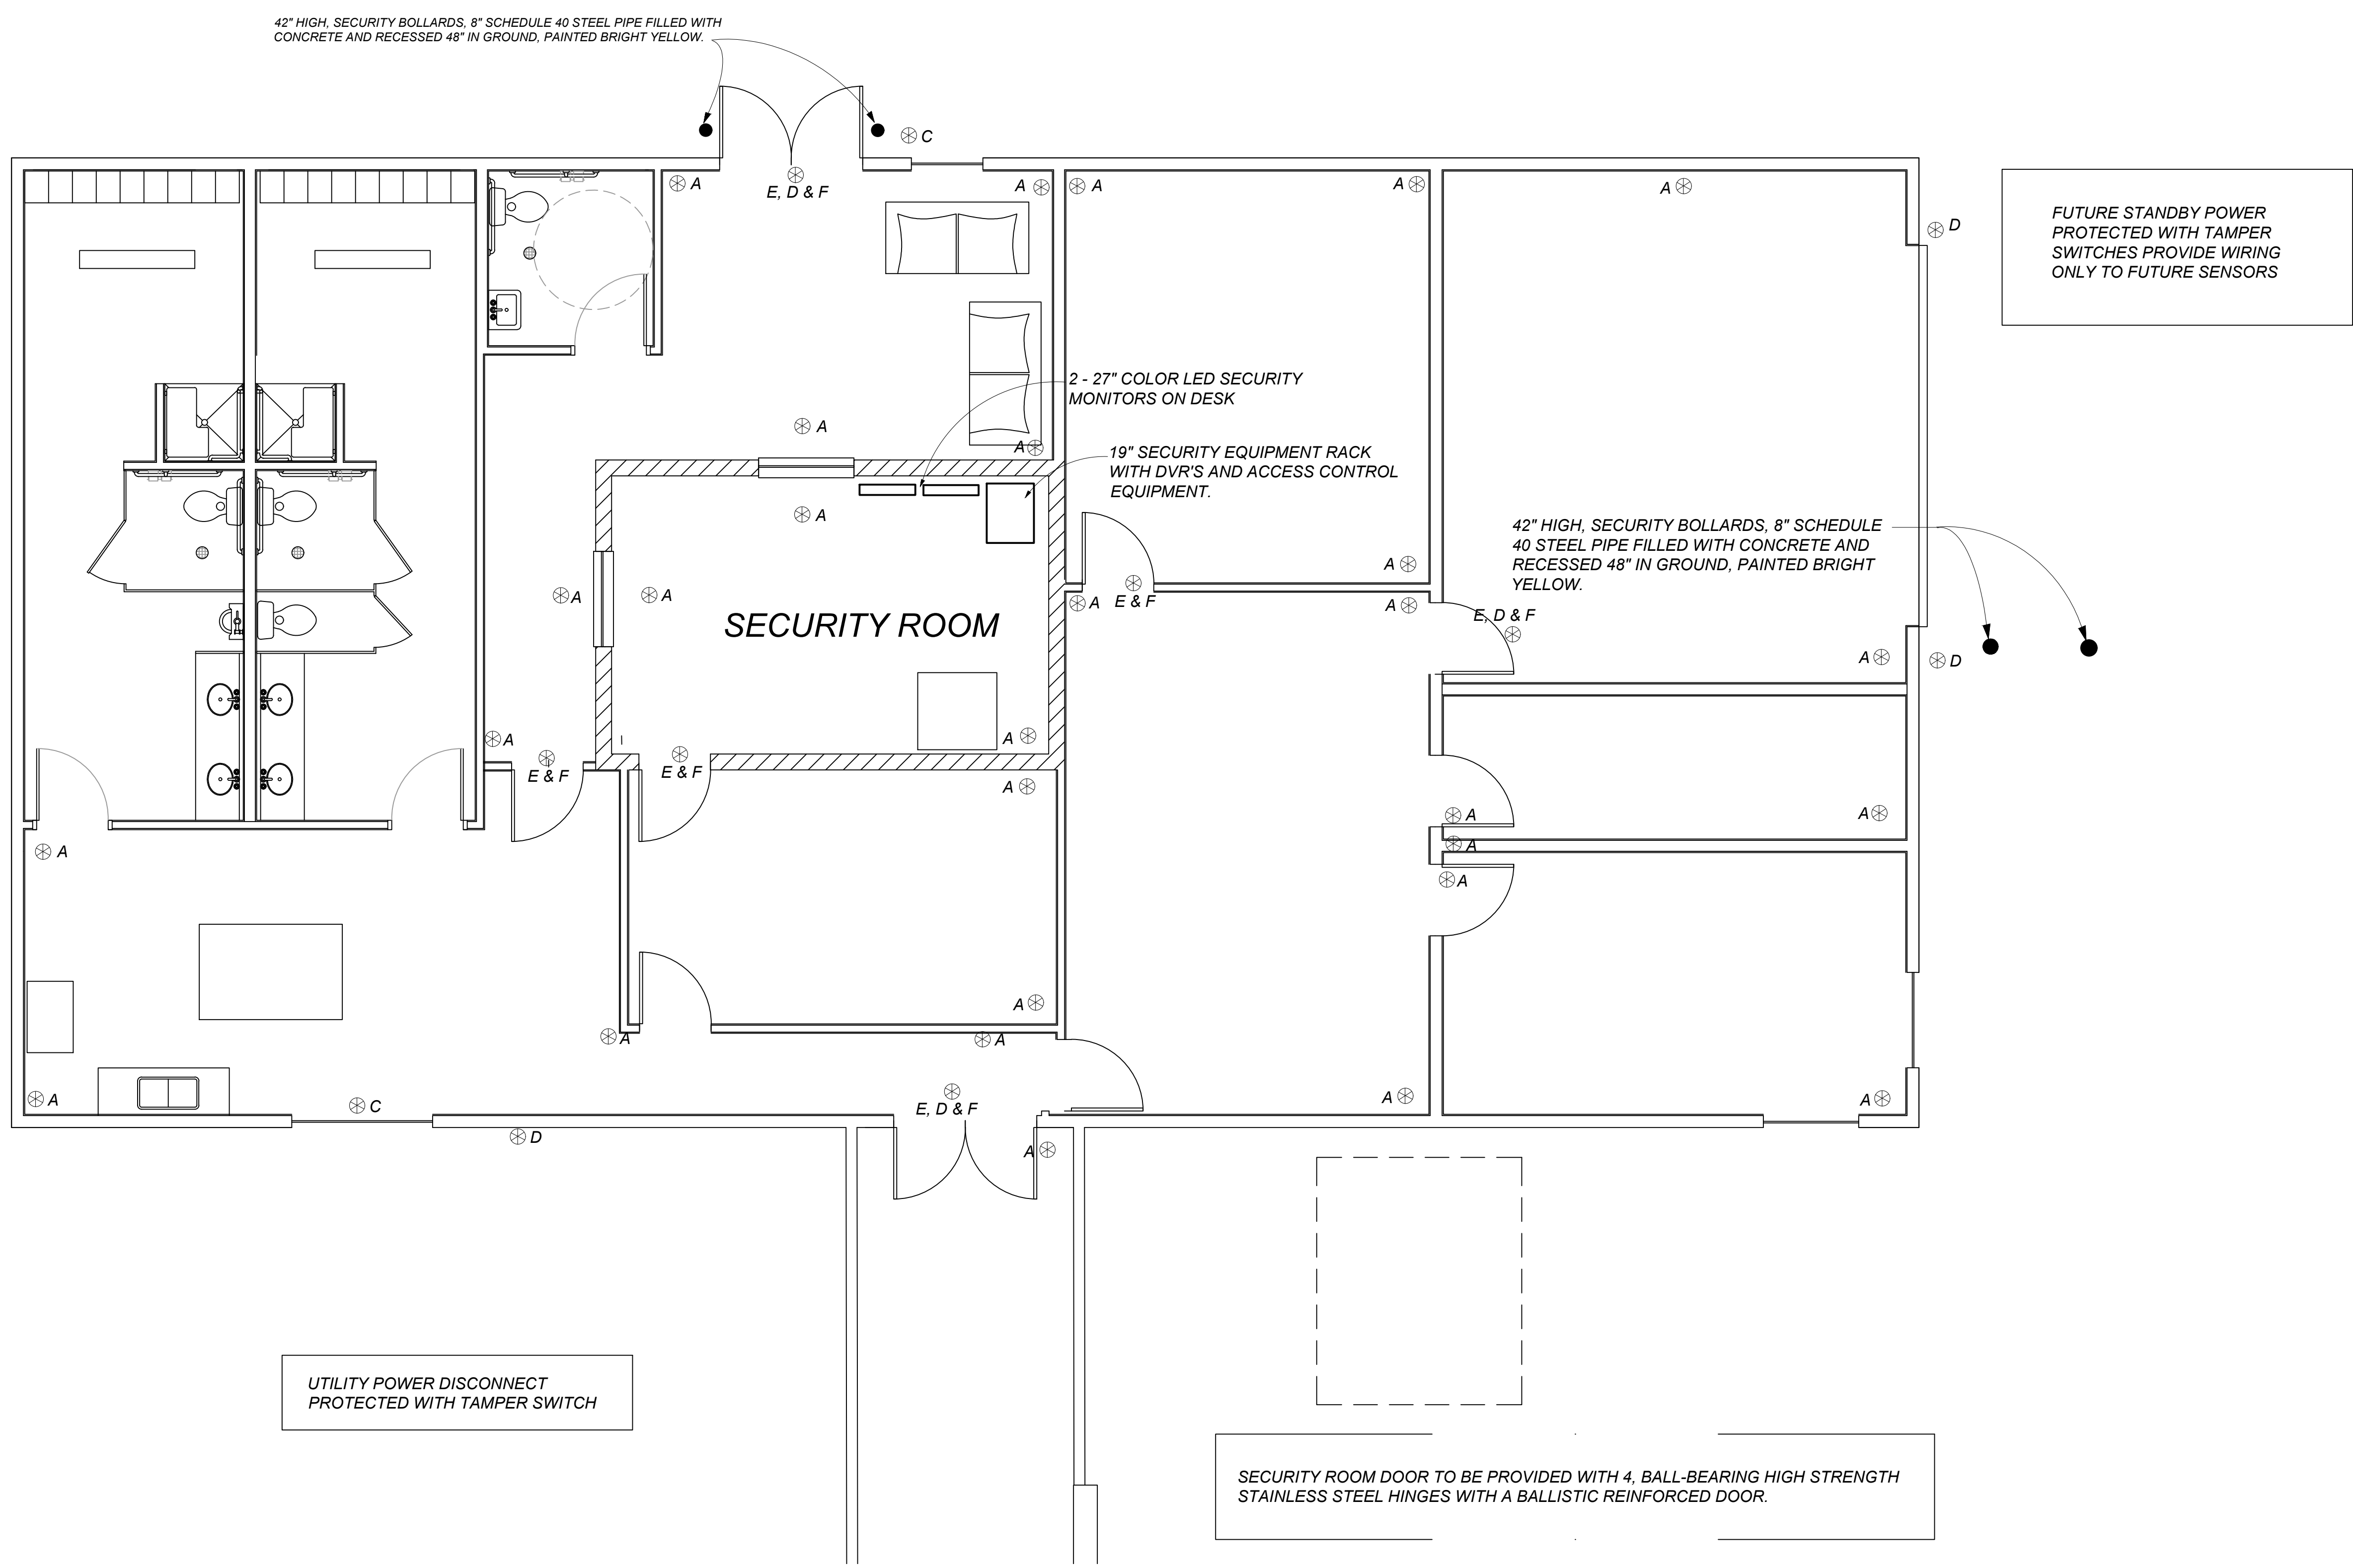 42" HIGH, SECURITY BOLLARDS, 8" SCHEDULE 40 STEEL PIPE FILLED WITH
CONCRETE AND RECESSED 48" IN GROUND, PAINTED BRIGHT YELLOW.
C
A
E, D & F
A
A
A
A
D
FUTURE STANDBY POWER
PROTECTED WITH TAMPER
SWITCHES PROVIDE WIRING
ONLY TO FUTURE SENSORS
2 - 27" COLOR LED SECURITY
MONITORS ON DESK
A
A
19" SECURITY EQUIPMENT RACK
WITH DVR'S AND ACCESS CONTROL
EQUIPMENT.
A
42" HIGH, SECURITY BOLLARDS, 8" SCHEDULE
40 STEEL PIPE FILLED WITH CONCRETE AND
RECESSED 48" IN GROUND, PAINTED BRIGHT
YELLOW.
A
A
A
A
E & F
A
E, D & F
SECURITY ROOM
A
D
A
A
E & F
E & F
A
A
A
A
A
A
A
A
A
A
A
C
E, D & F
A
A
D
A
UTILITY POWER DISCONNECT
PROTECTED WITH TAMPER SWITCH
SECURITY ROOM DOOR TO BE PROVIDED WITH 4, BALL-BEARING HIGH STRENGTH
STAINLESS STEEL HINGES WITH A BALLISTIC REINFORCED DOOR.